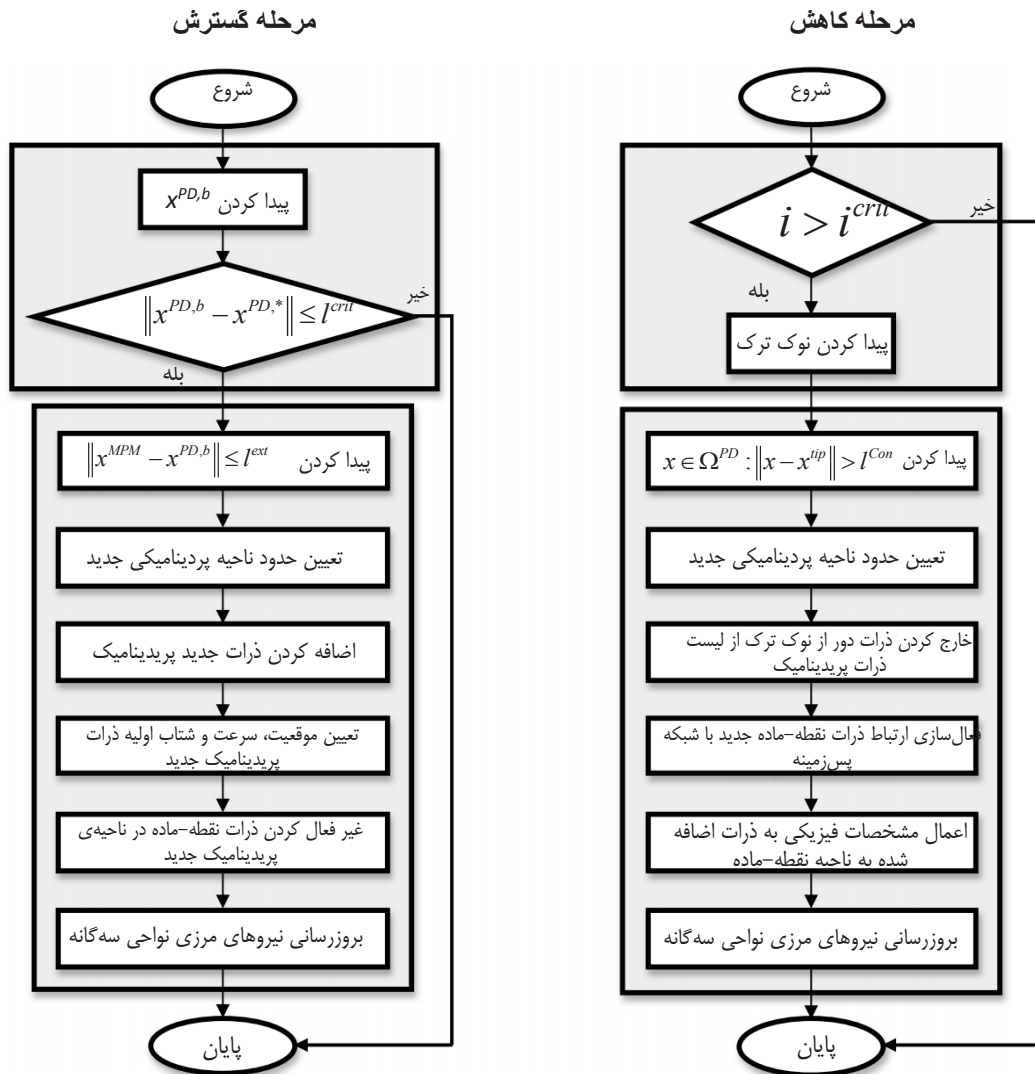 مرحله گسترش
شروع
پیدا کردن x^{PD,b}
‖x^{PD,b} − x^{PD,*}‖ ≤ l^{crit}
خیر
بله
پیدا کردن ‖x^{MPM} − x^{PD,b}‖ ≤ l^{ext}
تعیین حدود ناحیه پردینامیکی جدید
اضافه کردن ذرات جدید پریدینامیک
تعیین موقعیت، سرعت و شتاب اولیه ذرات
پریدینامیک جدید
غیر فعال کردن ذرات نقطه-ماده در ناحیه‌ی
پریدینامیک جدید
بروزرسانی نیروهای مرزی نواحی سه‌گانه
پایان
مرحله کاهش
شروع
i > i^{crit}
خیر
بله
پیدا کردن نوک ترک
پیدا کردن x ∈ Ω^{PD} : ‖x − x^{tip}‖ > l^{Con}
تعیین حدود ناحیه پردینامیکی جدید
خارج کردن ذرات دور از نوک ترک از لیست
ذرات پریدینامیک
فعال‌سازی ارتباط ذرات نقطه-ماده جدید با شبکه
پس‌زمینه
اعمال مشخصات فیزیکی به ذرات اضافه
شده به ناحیه نقطه-ماده
بروزرسانی نیروهای مرزی نواحی سه‌گانه
پایان